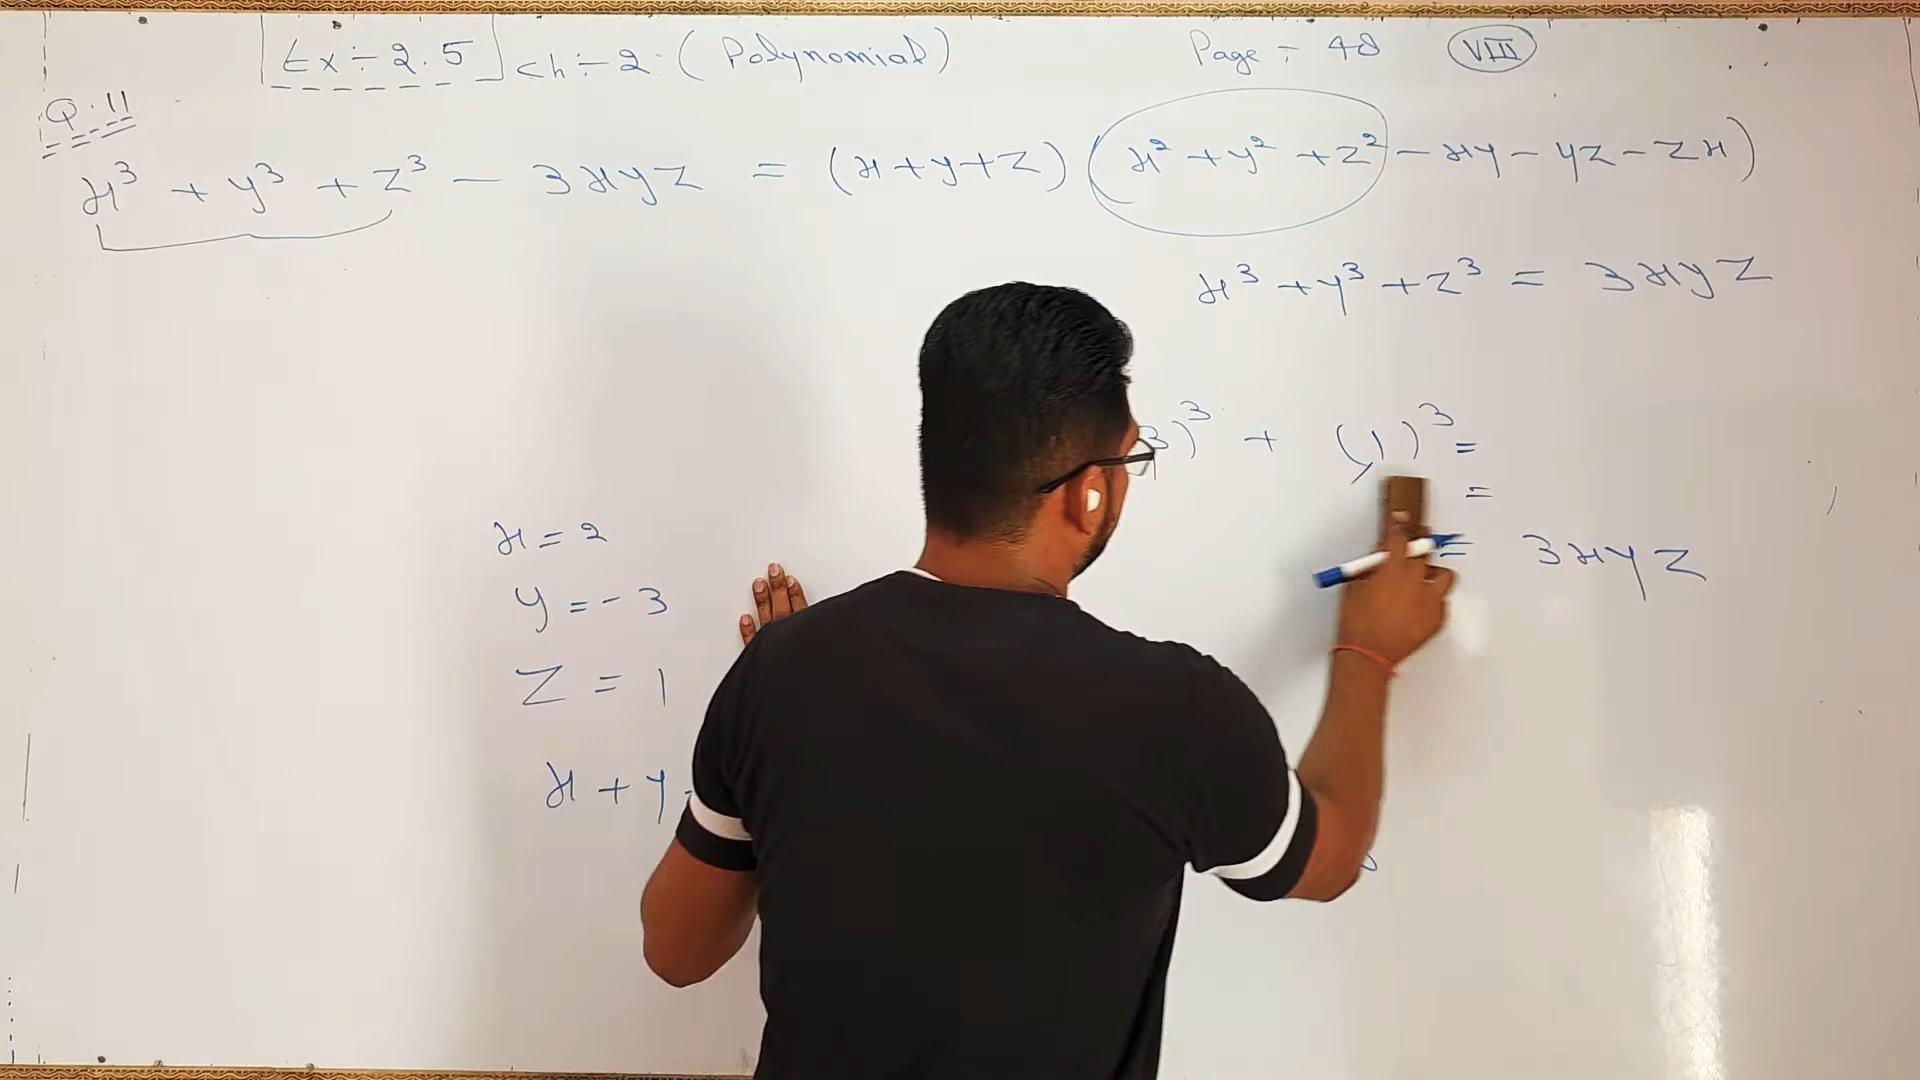 Ex ÷ 2.5 Ch ÷ 2 (Polynomial) Page ÷ 48 VIII
Q.11
x³ + y³ + z³ - 3xyz = (x+y+z) (x² + y² + z² - xy - yz - zx)
x³ + y³ + z³ = 3xyz
3)³ + (1)³ =
=
= 3xyz
x = 2
y = -3
z = 1
x + y